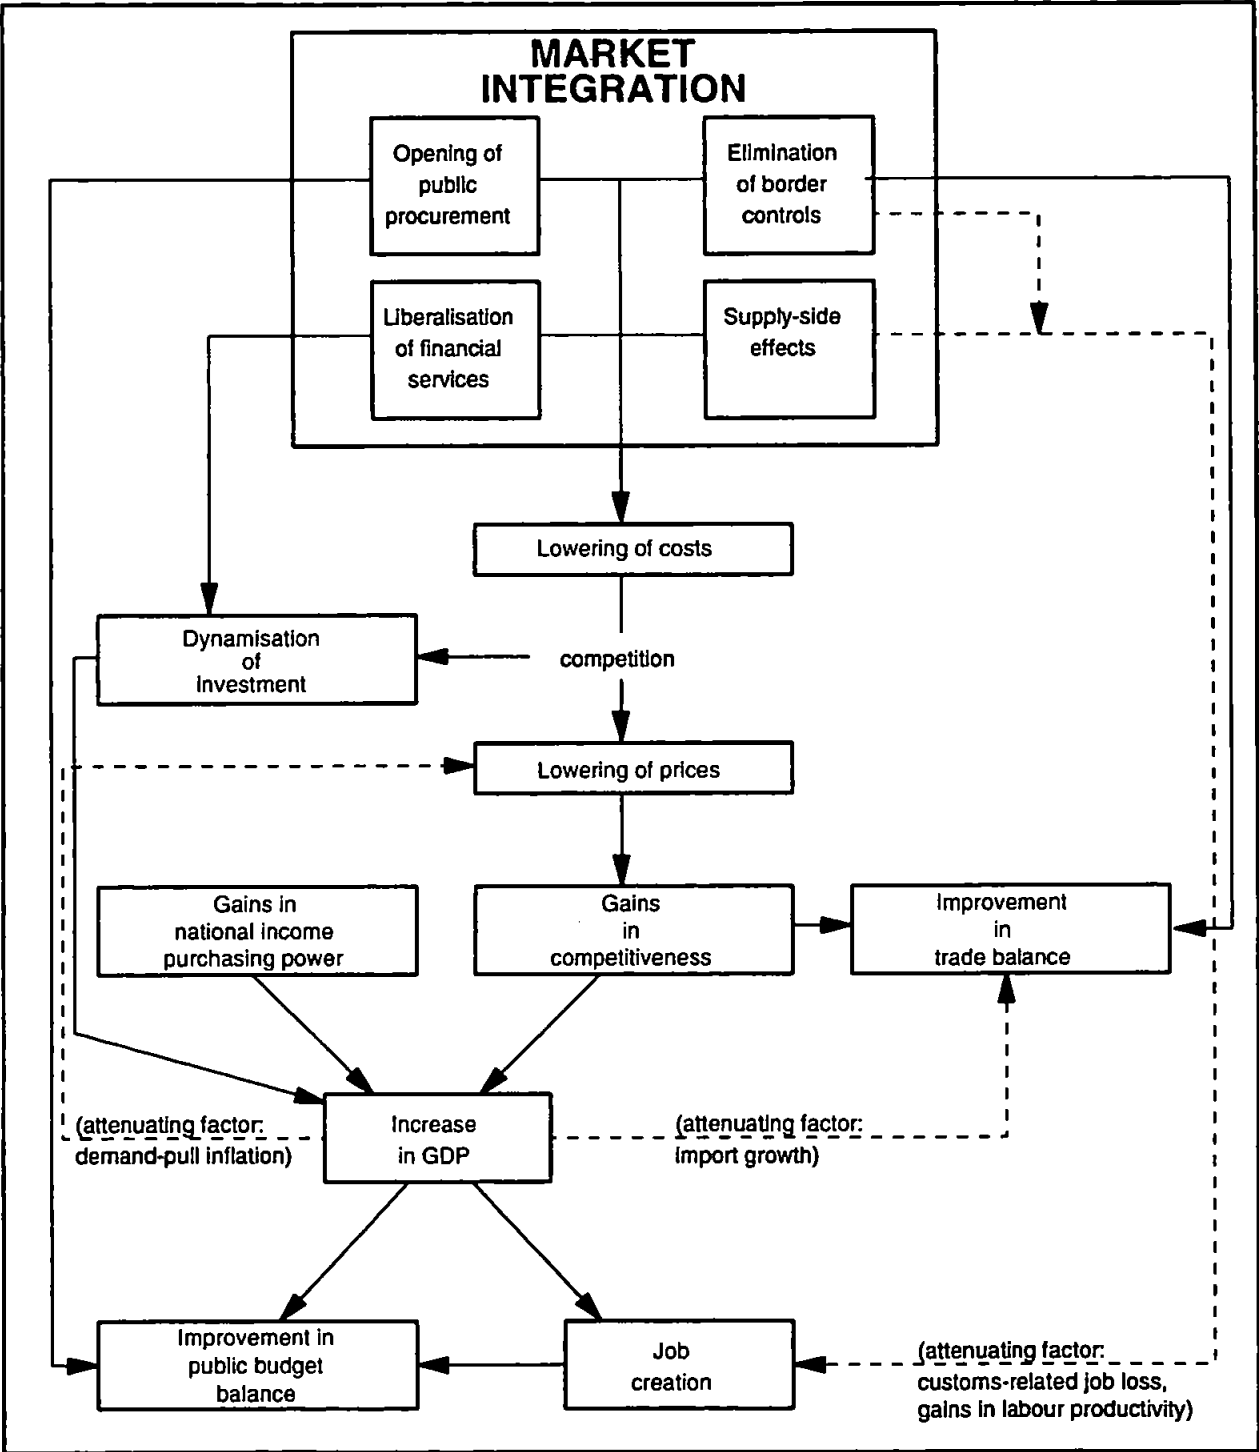 MARKET
INTEGRATION
Opening of
public
procurement
Elimination
of border
controls
Liberalisation
of financial
services
Supply-side
effects
Lowering of costs
Dynamisation
of
investment
competition
Lowering of prices
Gains in
national income
purchasing power
Gains
in
competitiveness
Improvement
in
trade balance
(attenuating factor:
demand-pull inflation)
Increase
in GDP
(attenuating factor:
import growth)
Improvement in
public budget
balance
Job
creation
(attenuating factor:
customs-related job loss,
gains in labour productivity)